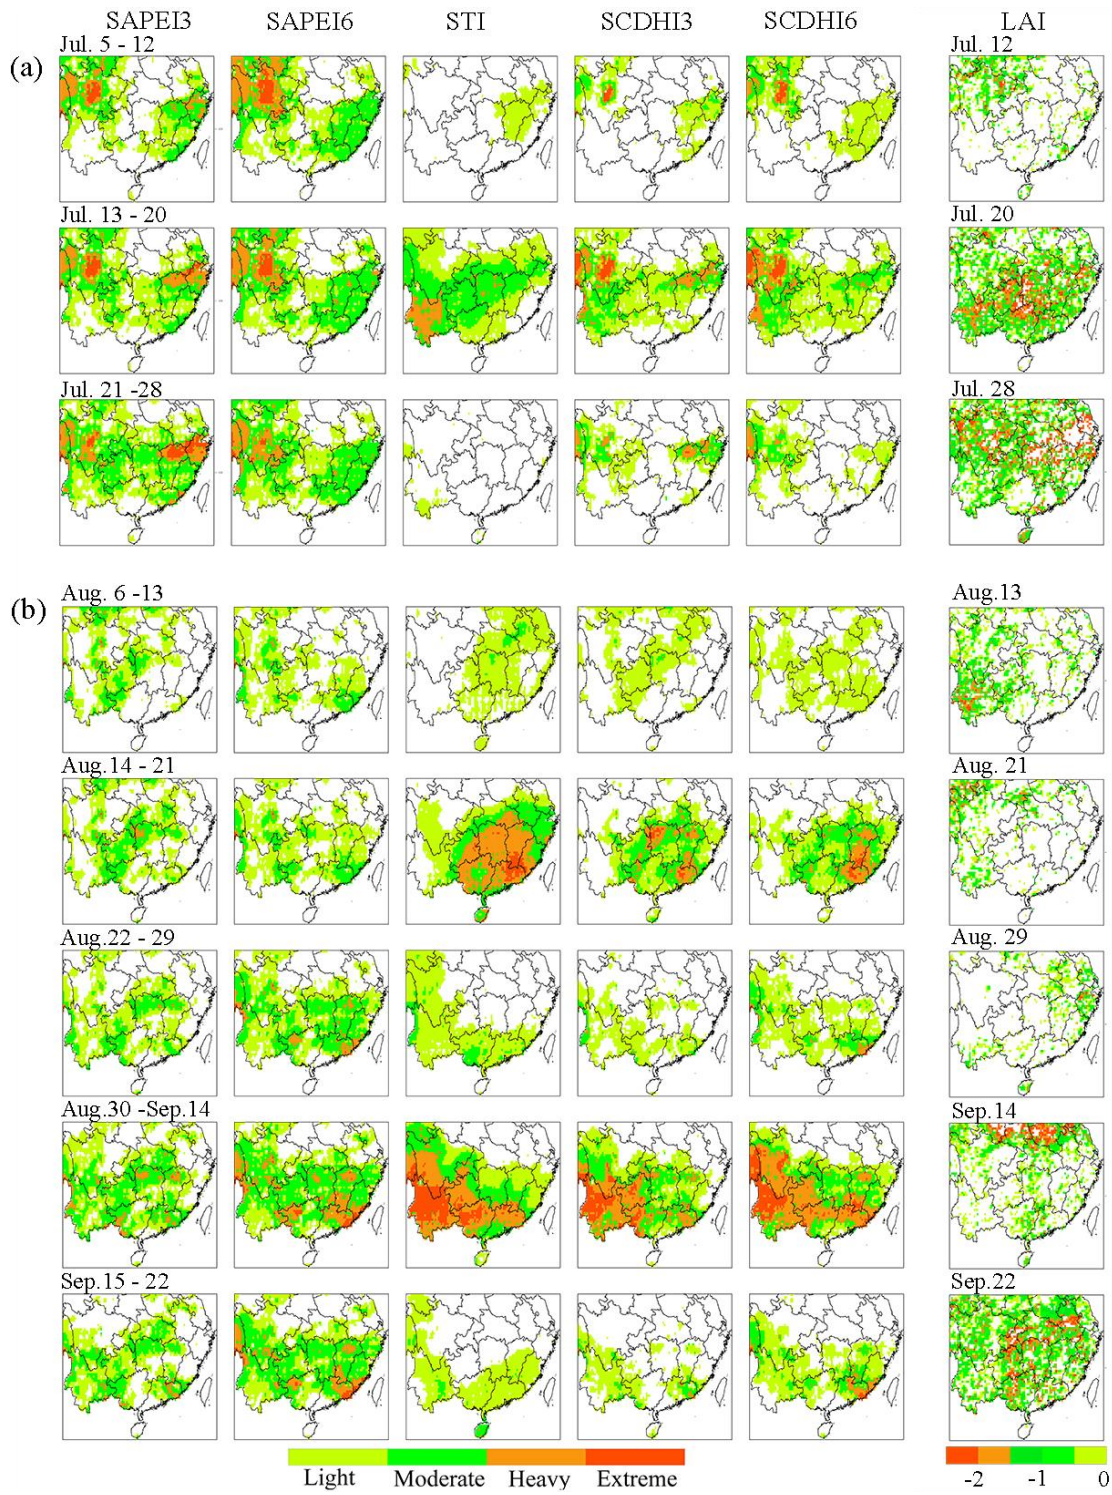 SAPEI3 SAPEI6 STI SCDHI3 SCDHI6 LAI
(a)
Jul. 5 - 12 Jul. 12
Jul. 13 - 20 Jul. 20
Jul. 21 -28 Jul. 28
(b)
Aug. 6 -13 Aug.13
Aug.14 - 21 Aug. 21
Aug.22 - 29 Aug. 29
Aug.30 -Sep.14 Sep.14
Sep.15 - 22 Sep.22
Light Moderate Heavy Extreme -2 -1 0